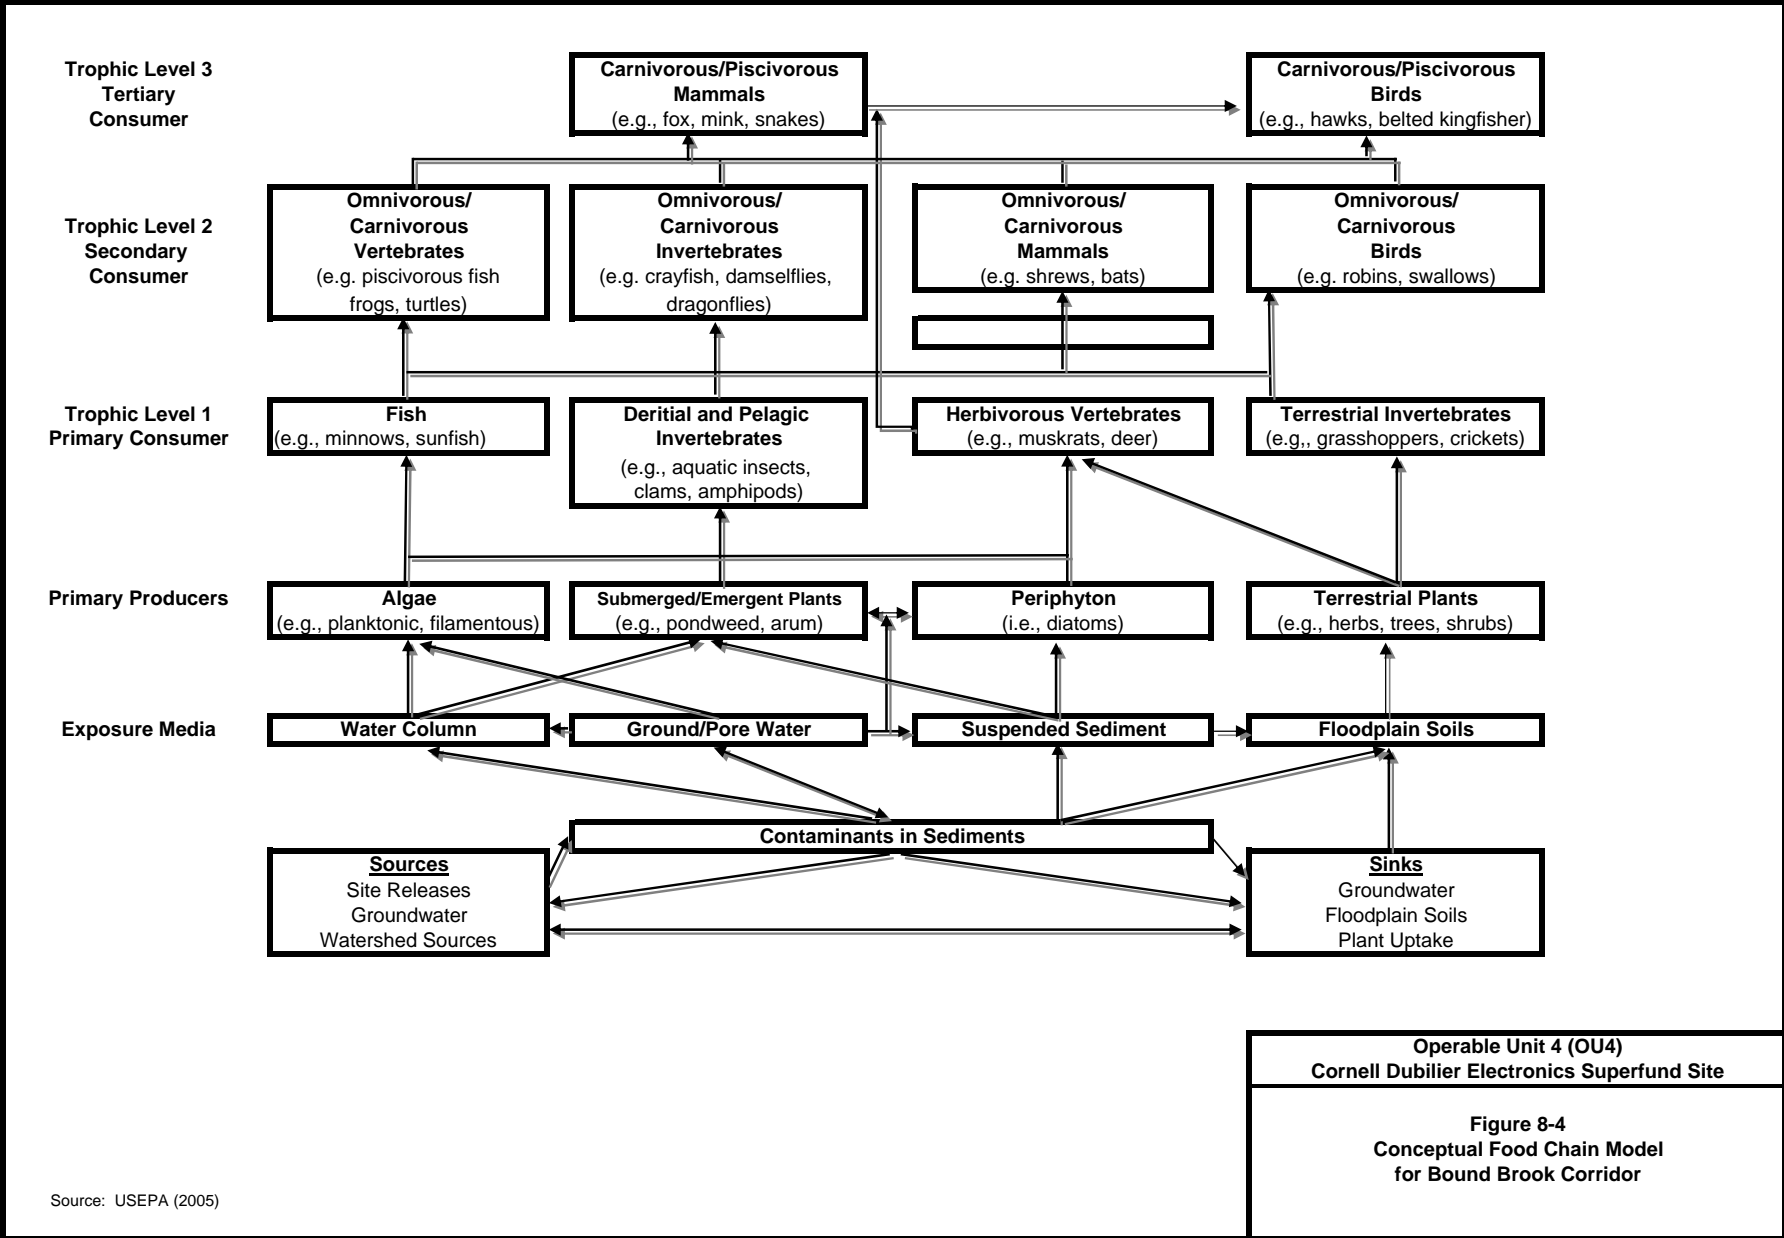 Trophic Level 3
Tertiary
Consumer
Carnivorous/Piscivorous
Mammals
(e.g., fox, mink, snakes)
Carnivorous/Piscivorous
Birds
(e.g., hawks, belted kingfisher)
Trophic Level 2
Secondary
Consumer
Omnivorous/
Carnivorous
Vertebrates
(e.g. piscivorous fish
frogs, turtles)
Omnivorous/
Carnivorous
Invertebrates
(e.g. crayfish, damselflies,
dragonflies)
Omnivorous/
Carnivorous
Mammals
(e.g. shrews, bats)
Omnivorous/
Carnivorous
Birds
(e.g. robins, swallows)
Trophic Level 1
Primary Consumer
Fish
(e.g., minnows, sunfish)
Deritial and Pelagic
Invertebrates
(e.g., aquatic insects,
clams, amphipods)
Herbivorous Vertebrates
(e.g., muskrats, deer)
Terrestrial Invertebrates
(e.g,, grasshoppers, crickets)
Primary Producers
Algae
(e.g., planktonic, filamentous)
Submerged/Emergent Plants
(e.g., pondweed, arum)
Periphyton
(i.e., diatoms)
Terrestrial Plants
(e.g., herbs, trees, shrubs)
Exposure Media
Water Column
Ground/Pore Water
Suspended Sediment
Floodplain Soils
Contaminants in Sediments
Sources
Site Releases
Groundwater
Watershed Sources
Sinks
Groundwater
Floodplain Soils
Plant Uptake
Operable Unit 4 (OU4)
Cornell Dubilier Electronics Superfund Site
Figure 8-4
Conceptual Food Chain Model
for Bound Brook Corridor
Source: USEPA (2005)